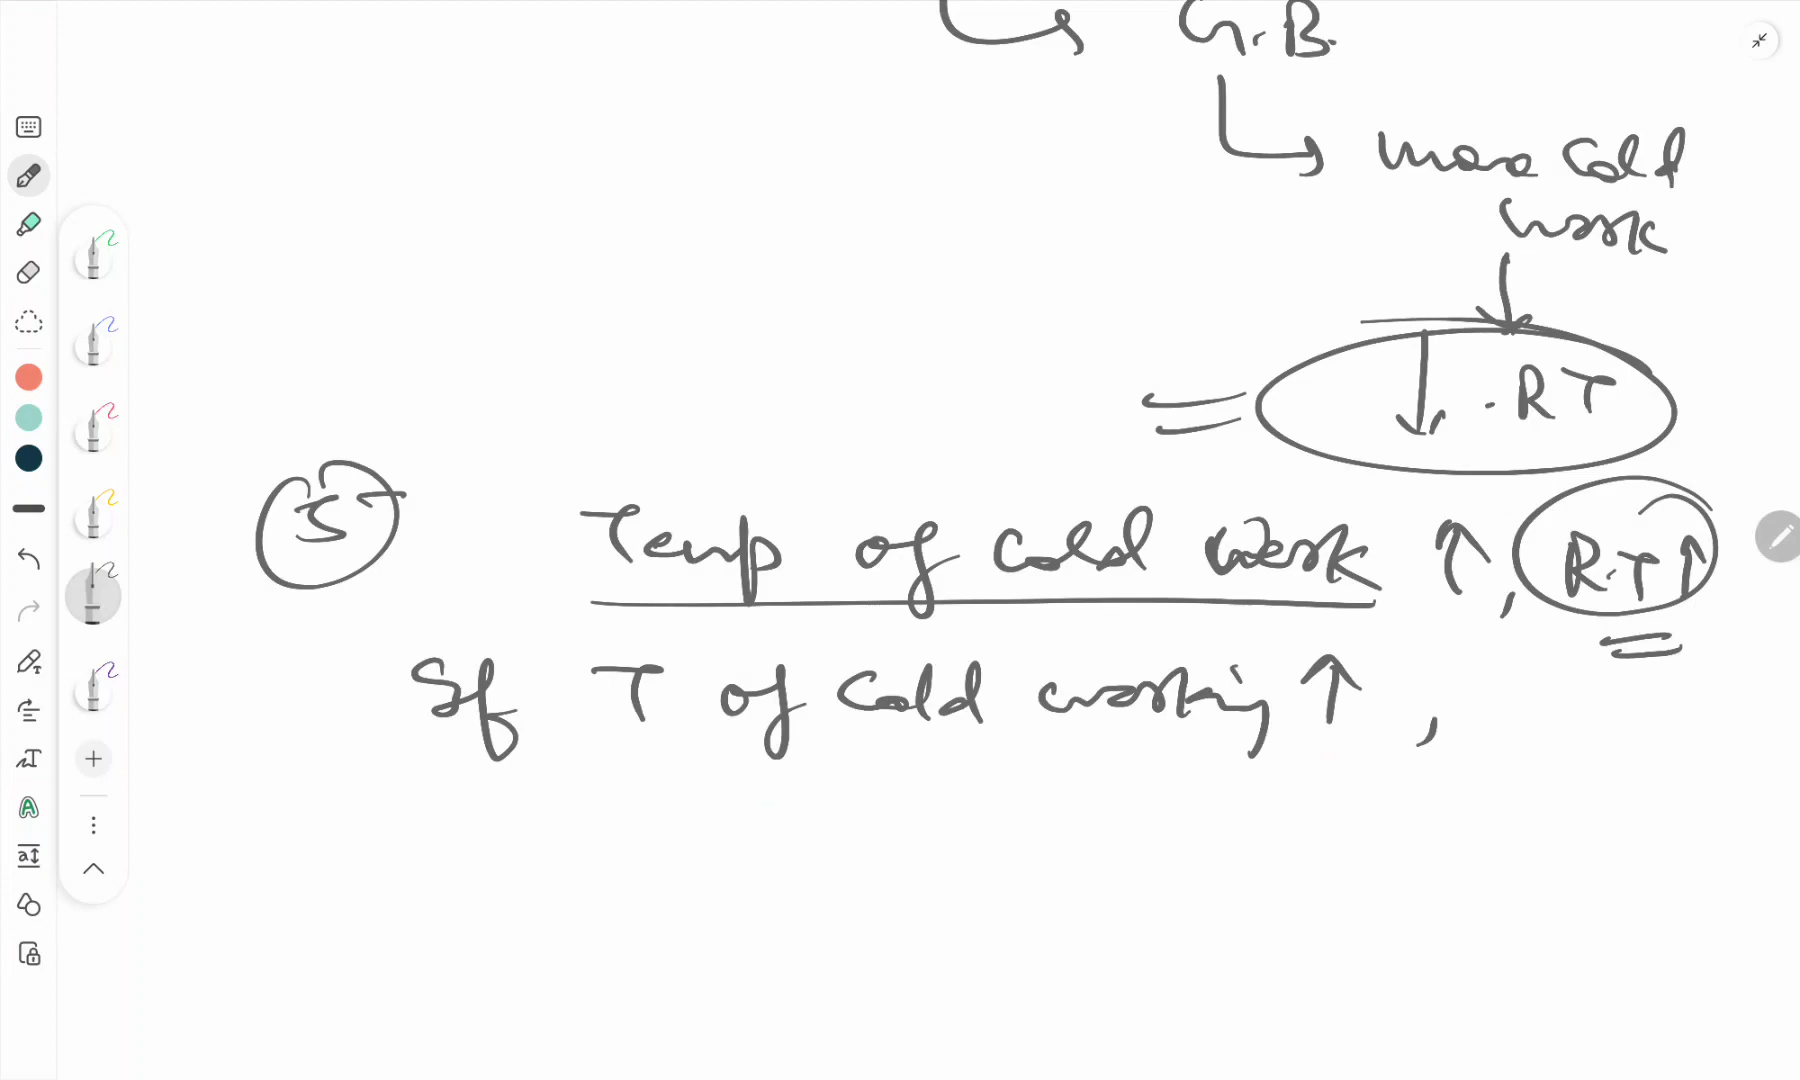 G.B.
more cold
work
↓ . RT
5 Temp of cold work ↑, R.T ↑
If T of cold working ↑,